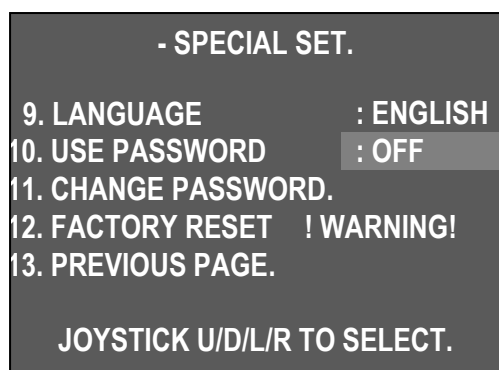 - SPECIAL SET.
9. LANGUAGE : ENGLISH
10. USE PASSWORD : OFF
11. CHANGE PASSWORD.
12. FACTORY RESET ! WARNING!
13. PREVIOUS PAGE.
JOYSTICK U/D/L/R TO SELECT.